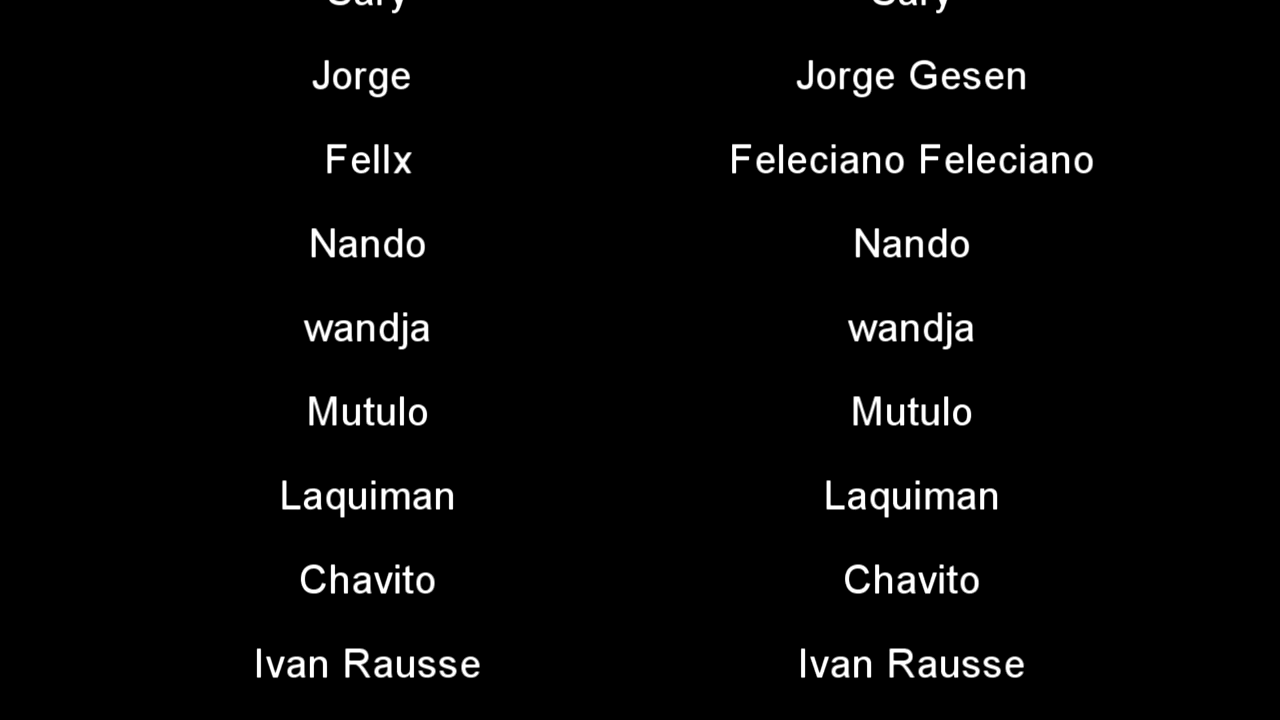 Jorge Jorge Gesen
Fellx Feleciano Feleciano
Nando Nando
wandja wandja
Mutulo Mutulo
Laquiman Laquiman
Chavito Chavito
Ivan Rausse Ivan Rausse